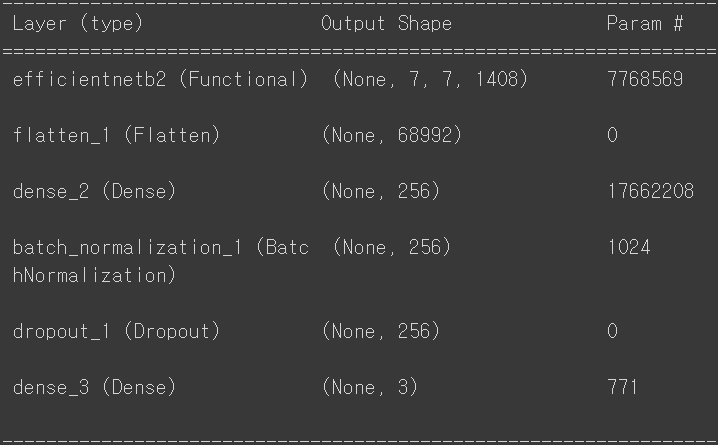 Layer (type) Output Shape Param #
efficientnetb2 (Functional) (None, 7, 7, 1408) 7768569
flatten_1 (Flatten) (None, 68992) 0
dense_2 (Dense) (None, 256) 17662208
batch_normalization_1 (Batc (None, 256) 1024
hNormalization)
dropout_1 (Dropout) (None, 256) 0
dense_3 (Dense) (None, 3) 771